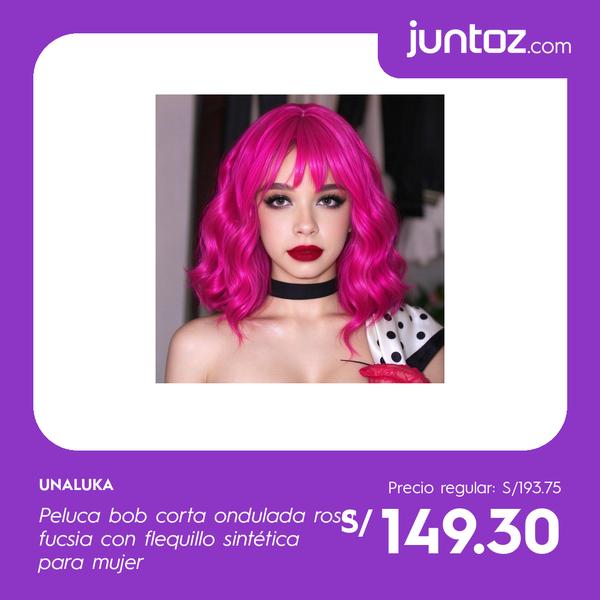 juntoz.com
UNALUKA
Precio regular: S/193.75
Peluca bob corta ondulada rosa
fucsia con flequillo sintética
para mujer
S/149.30